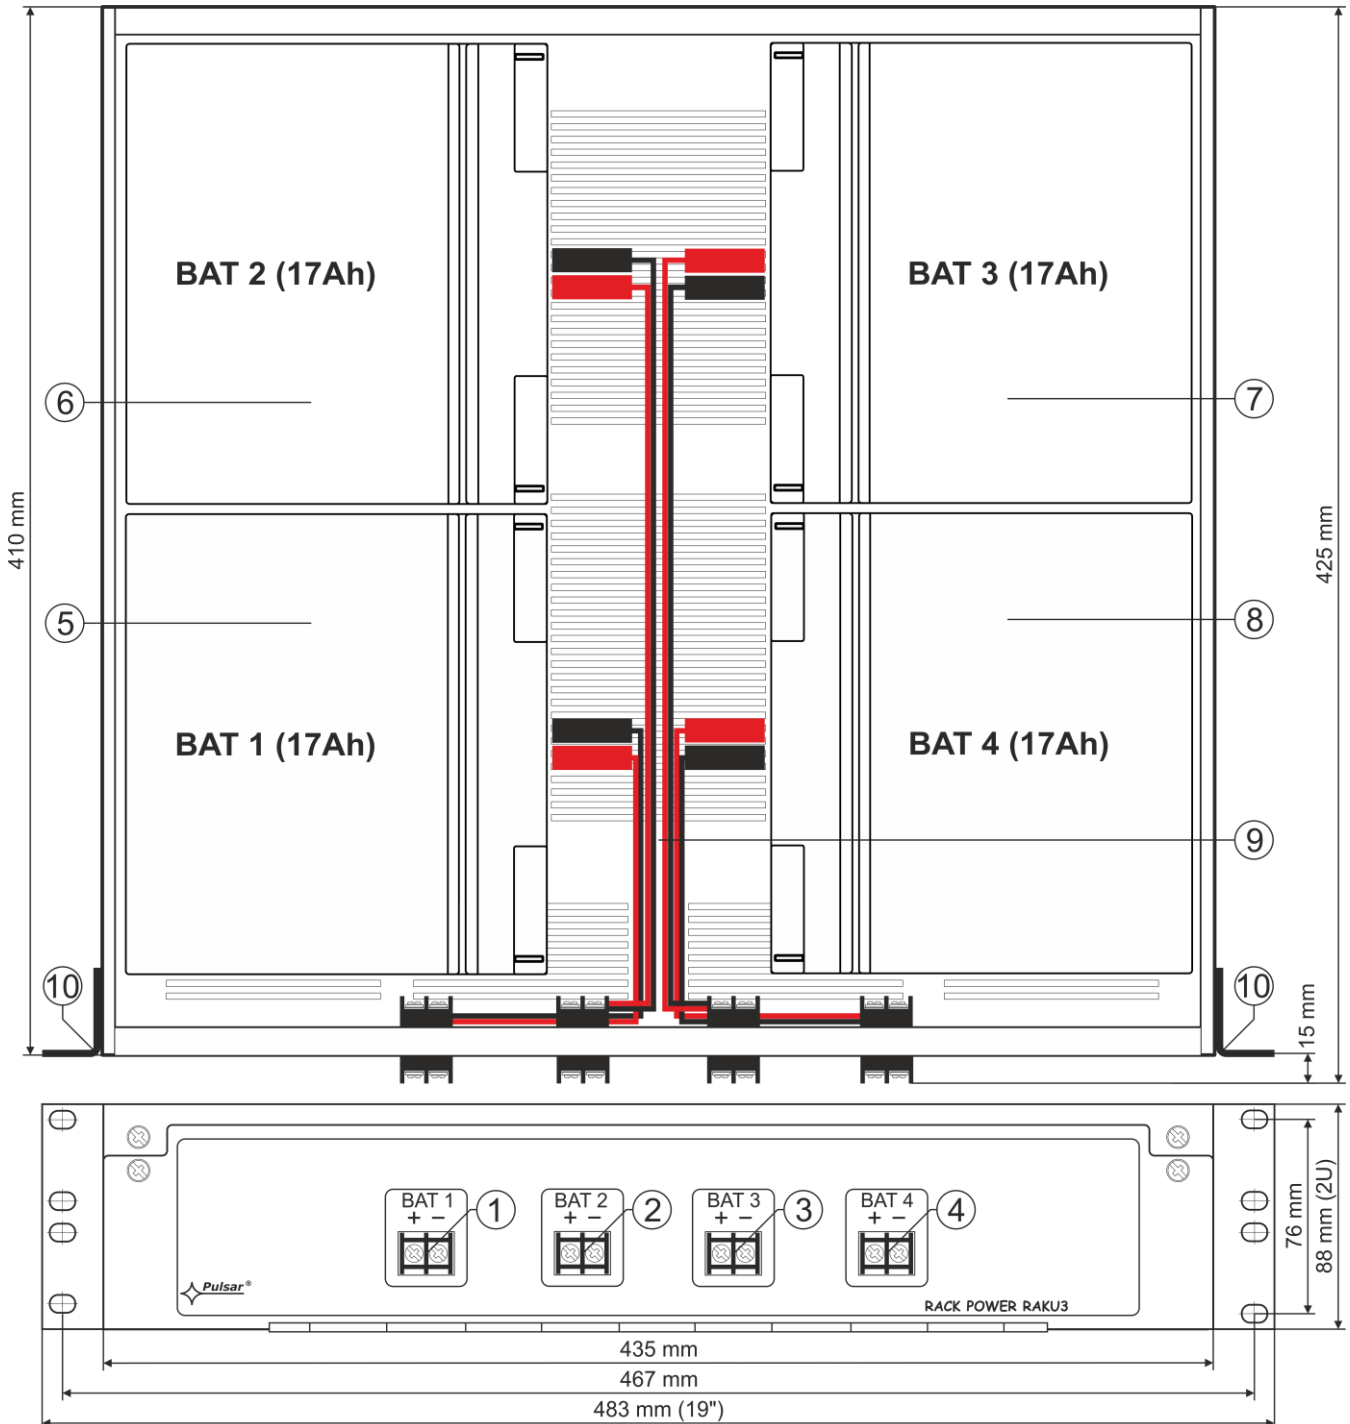 BAT 2 (17Ah)
BAT 3 (17Ah)
6
7
410 mm
425 mm
5
8
BAT 1 (17Ah)
BAT 4 (17Ah)
9
10
10
15 mm
BAT 1
+ −
1
BAT 2
+ −
2
BAT 3
+ −
3
BAT 4
+ −
4
76 mm
88 mm (2U)
Pulsar ®
RACK POWER RAKU3
435 mm
467 mm
483 mm (19")